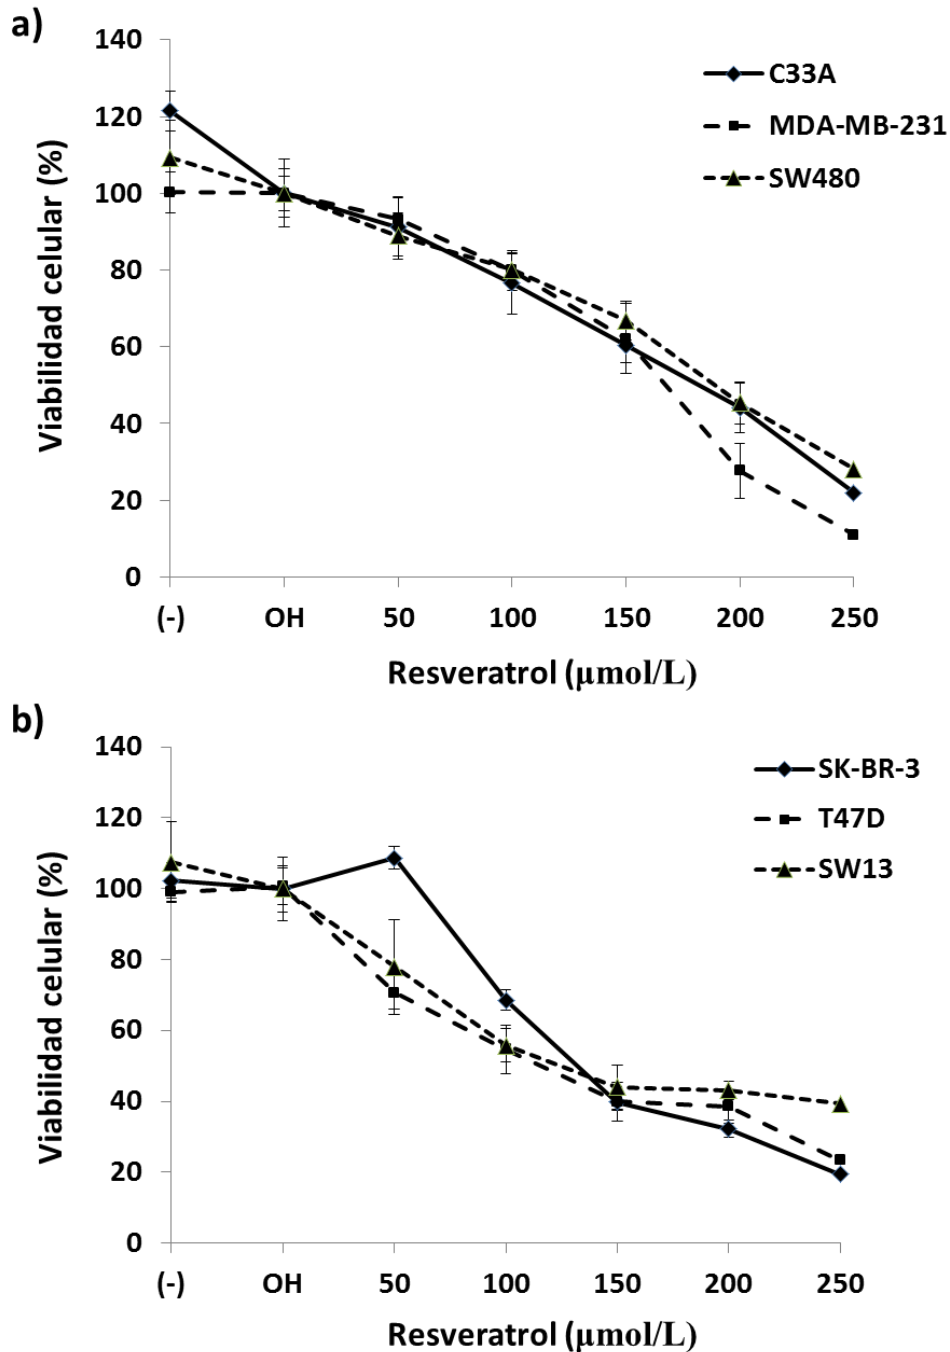 a)
140
120
100
80
60
40
20
0
Viabilidad celular (%)
C33A
MDA-MB-231
SW480
(-) OH 50 100 150 200 250
Resveratrol (µmol/L)
b)
140
120
100
80
60
40
20
0
Viabilidad celular (%)
SK-BR-3
T47D
SW13
(-) OH 50 100 150 200 250
Resveratrol (µmol/L)